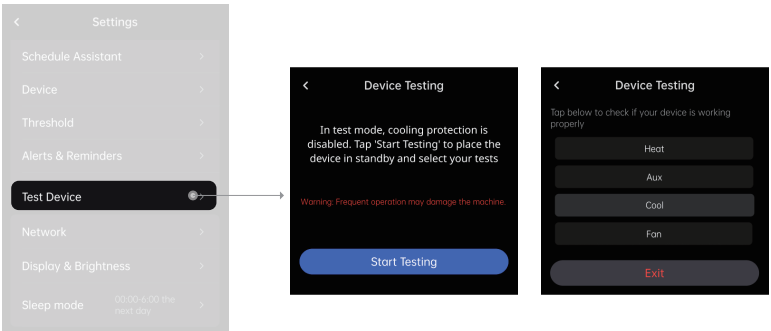 Settings
Schedule Assistant
Device
Threshold
Alerts & Reminders
Test Device
Network
Display & Brightness
Sleep mode 00:00-6:00 the
next day
Device Testing
In test mode, cooling protection is
disabled. Tap 'Start Testing' to place the
device in standby and select your tests
Warning: Frequent operation may damage the machine.
Start Testing
Device Testing
Tap below to check if your device is working
properly
Heat
Aux
Cool
Fan
Exit